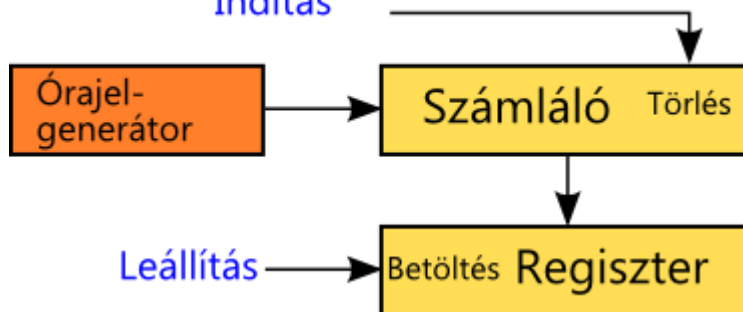 Indítás
Órajel-
generátor
Számláló Törlés
Leállítás
Betöltés Regiszter